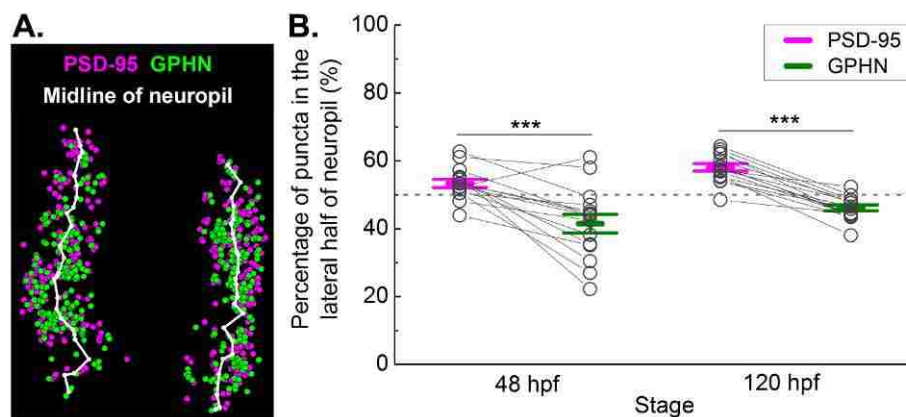 A.
PSD-95 GPHN
Midline of neuropil
B.
Percentage of puncta in the
lateral half of neuropil (%)
100
80
60
40
20
0
PSD-95
GPHN
***
***
48 hpf
120 hpf
Stage